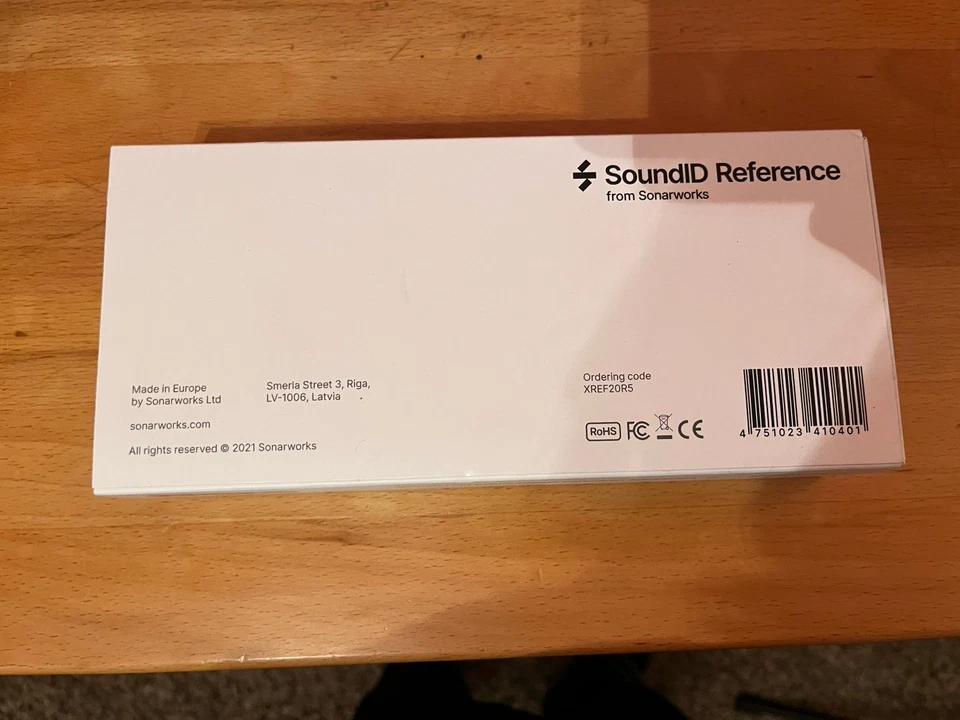 SoundID Reference
from Sonarworks
Made in Europe
by Sonarworks Ltd
Smerla Street 3, Riga,
LV-1006, Latvia
sonarworks.com
All rights reserved © 2021 Sonarworks
Ordering code
XREF20R5
RoHS FC CE
4 751023 410401